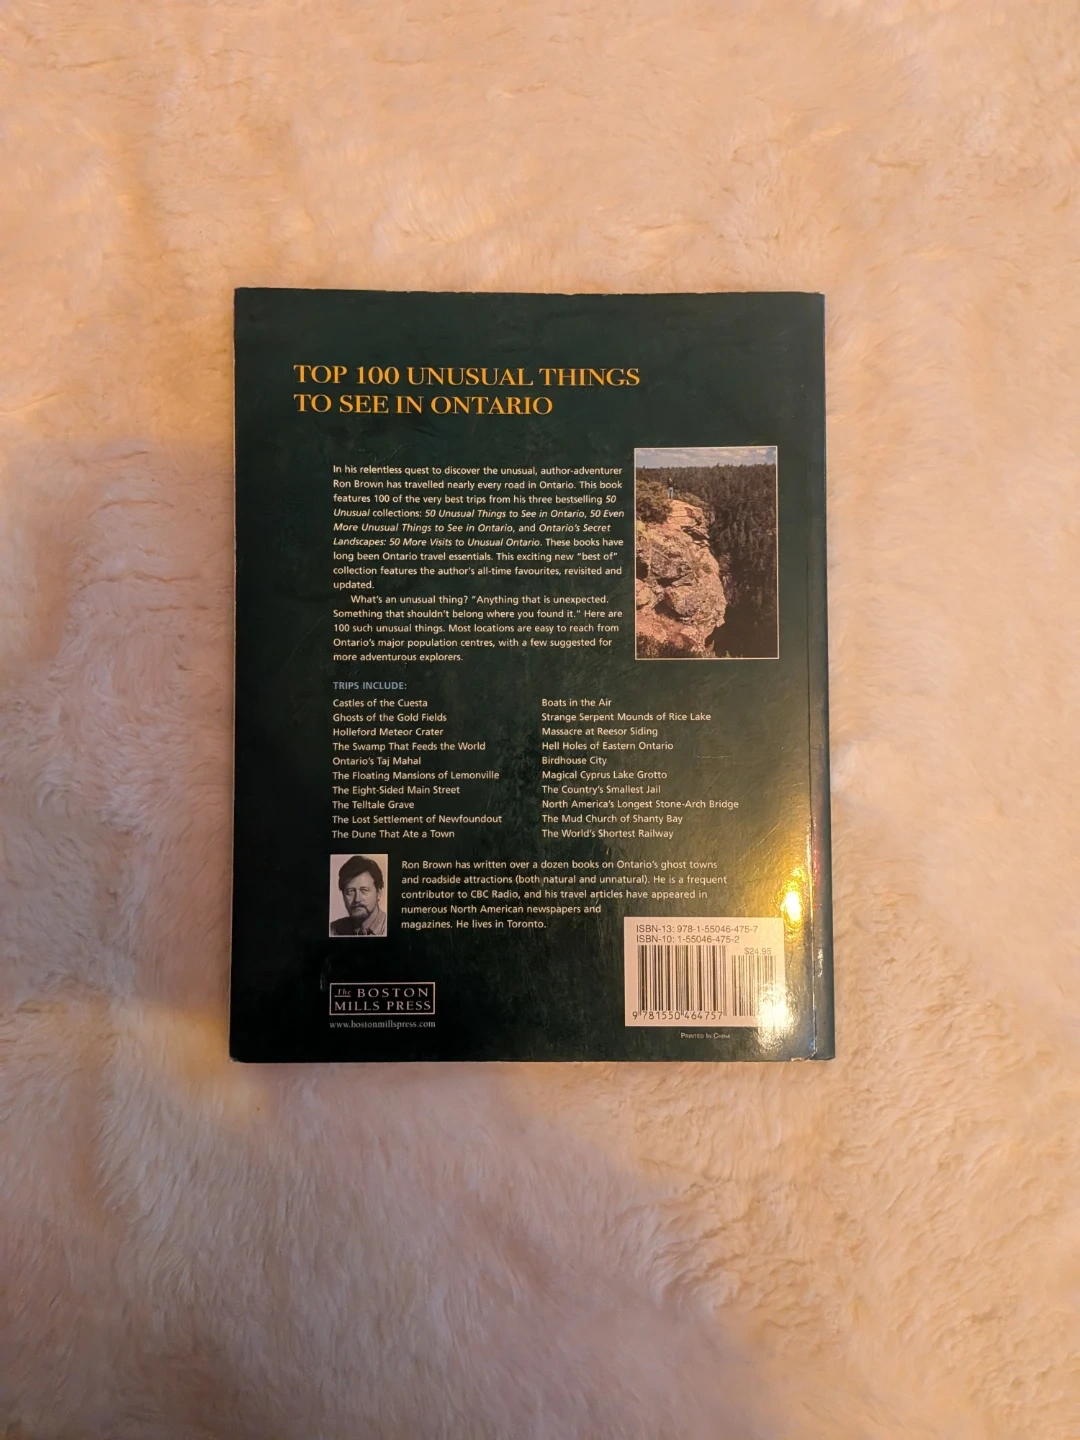 TOP 100 UNUSUAL THINGS
TO SEE IN ONTARIO
In his relentless quest to discover the unusual, author-adventurer
Ron Brown has travelled nearly every road in Ontario. This book
features 100 of the very best trips from his three bestselling 50
Unusual collections: 50 Unusual Things to See in Ontario, 50 Even
More Unusual Things to See in Ontario, and Ontario's Secret
Landscapes: 50 More Visits to Unusual Ontario. These books have
long been Ontario travel essentials. This exciting new "best of"
collection features the author's all-time favourites, revisited and
updated.
What's an unusual thing? "Anything that is unexpected.
Something that shouldn't belong where you found it." Here are
100 such unusual things. Most locations are easy to reach from
Ontario's major population centres, with a few suggested for
more adventurous explorers.
TRIPS INCLUDE:
Castles of the Cuesta
Ghosts of the Gold Fields
Holleford Meteor Crater
The Swamp That Feeds the World
Ontario's Taj Mahal
The Floating Mansions of Lemonville
The Eight-Sided Main Street
The Telltale Grave
The Lost Settlement of Newfoundout
The Dune That Ate a Town
Boats in the Air
Strange Serpent Mounds of Rice Lake
Massacre at Reesor Siding
Hell Holes of Eastern Ontario
Birdhouse City
Magical Cyprus Lake Grotto
The Country's Smallest Jail
North America's Longest Stone-Arch Bridge
The Mud Church of Shanty Bay
The World's Shortest Railway
Ron Brown has written over a dozen books on Ontario's ghost towns
and roadside attractions (both natural and unnatural). He is a frequent
contributor to CBC Radio, and his travel articles have appeared in
numerous North American newspapers and
magazines. He lives in Toronto.
The BOSTON
MILLS PRESS
www.bostonmillspress.com
ISBN-13: 978-1-55046-475-7
ISBN-10: 1-55046-475-2
$24.95
9 781550 464757
PRINTED IN CHINA